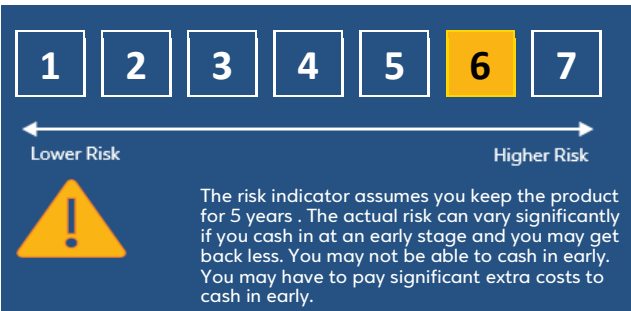 1 2 3 4 5 6 7
Lower Risk Higher Risk
The risk indicator assumes you keep the product
for 5 years . The actual risk can vary significantly
if you cash in at an early stage and you may get
back less. You may not be able to cash in early.
You may have to pay significant extra costs to
cash in early.